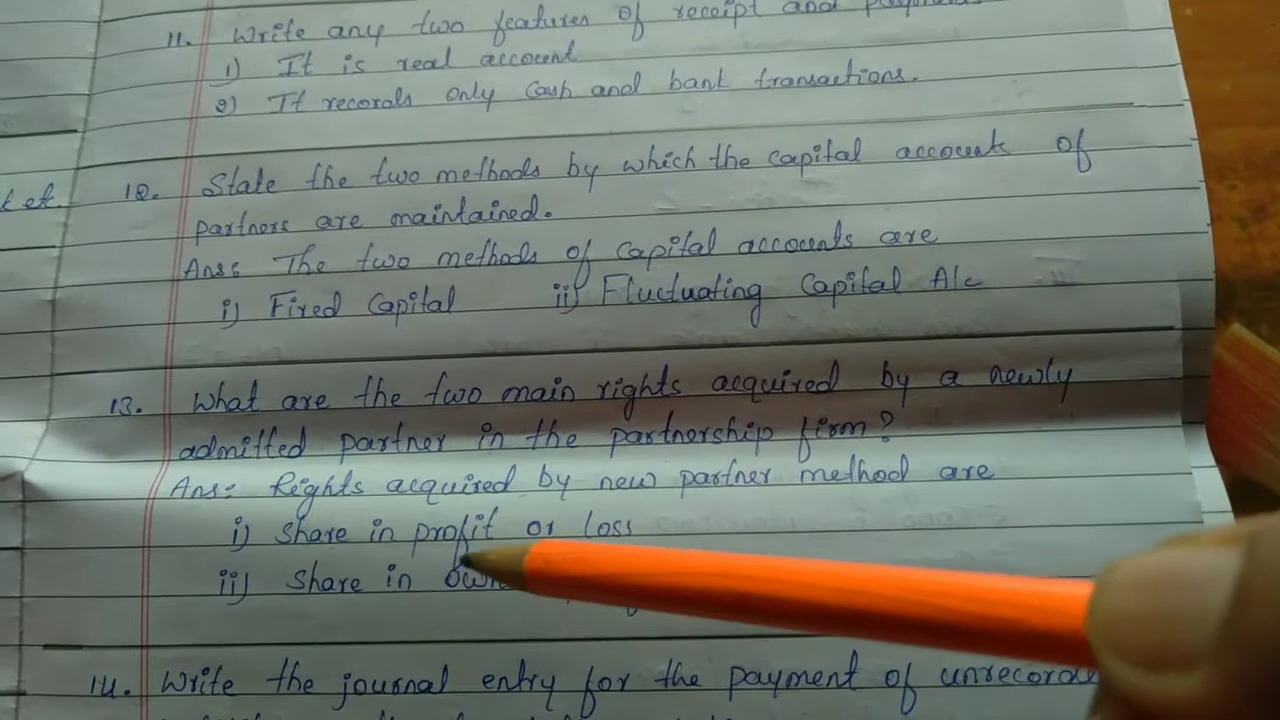 11. Write any two features of receipt and
1) It is real account
2) It records only Cash and bank transactions.
12. State the two methods by which the capital accounts of
partners are maintained.
Ans: The two methods of Capital accounts are
i) Fixed Capital ii) Fluctuating Capital A/c
13. What are the two main rights acquired by a newly
admitted partner in the partnership firm?
Ans: Rights acquired by new partner method are
i) Share in profit or loss
ii) Share in
14. Write the journal entry for the payment of